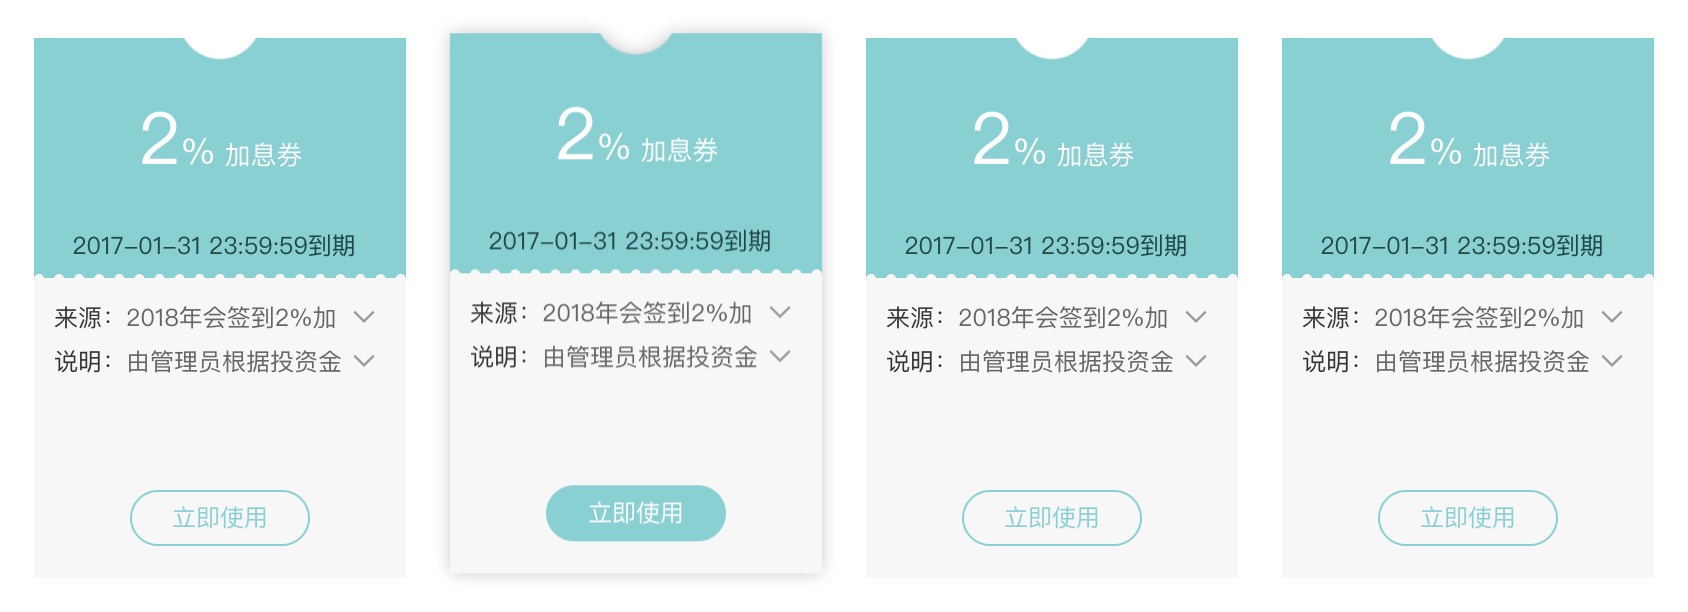 2% 加息券
2017-01-31 23:59:59到期
来源：2018年会签到2%加
说明：由管理员根据投资金
立即使用
2% 加息券
2017-01-31 23:59:59到期
来源：2018年会签到2%加
说明：由管理员根据投资金
立即使用
2% 加息券
2017-01-31 23:59:59到期
来源：2018年会签到2%加
说明：由管理员根据投资金
立即使用
2% 加息券
2017-01-31 23:59:59到期
来源：2018年会签到2%加
说明：由管理员根据投资金
立即使用